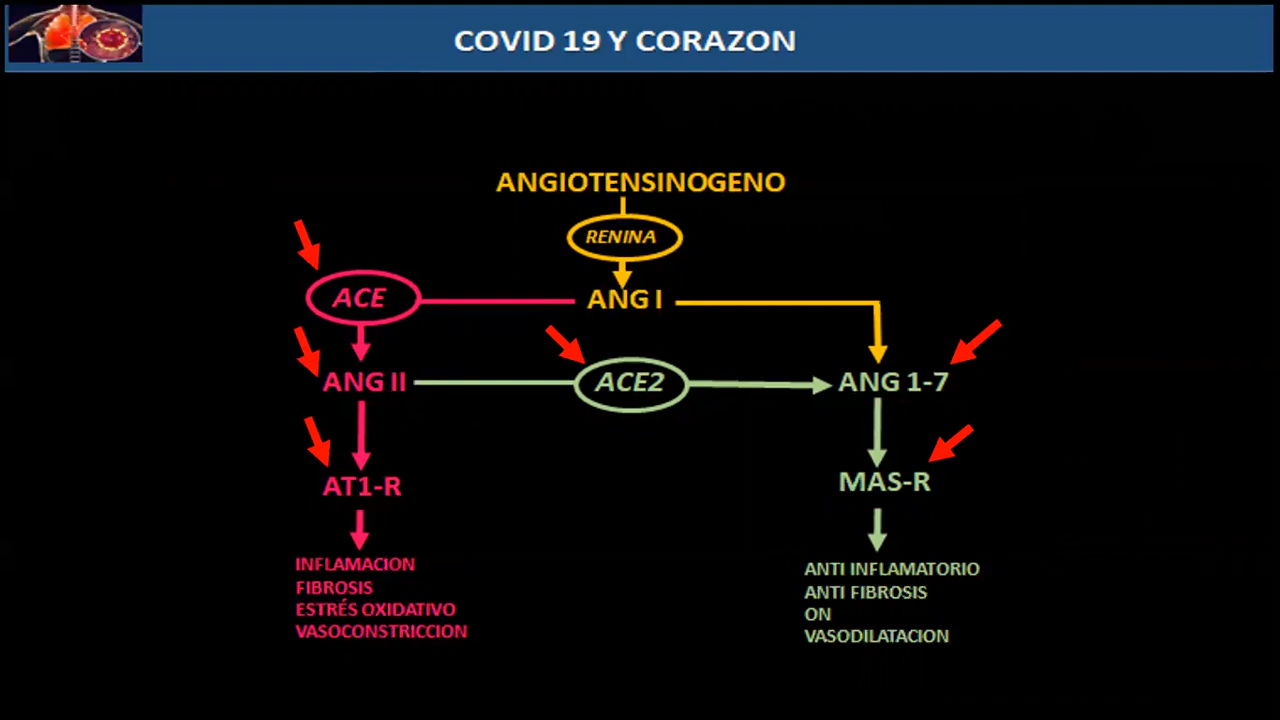 COVID 19 Y CORAZON
ANGIOTENSINOGENO
RENINA
ACE
ANG I
ANG II
ACE2
ANG 1-7
AT1-R
MAS-R
INFLAMACION
FIBROSIS
ESTRÉS OXIDATIVO
VASOCONSTRICCION
ANTI INFLAMATORIO
ANTI FIBROSIS
ON
VASODILATACION